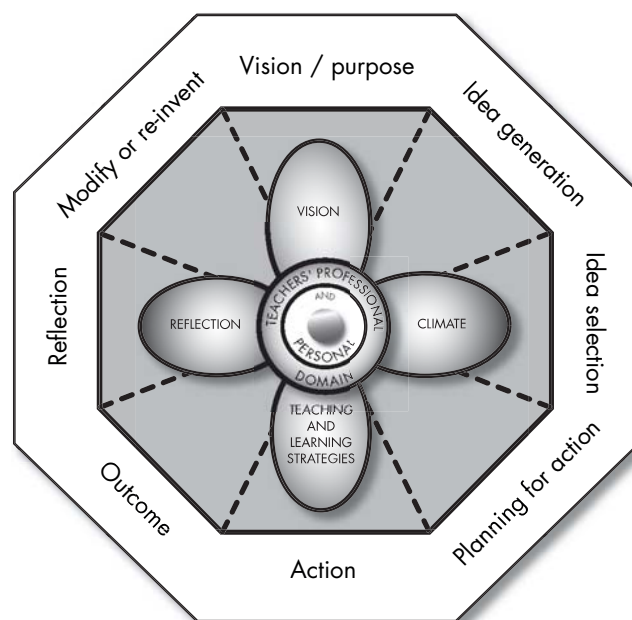 Vision / purpose
Idea generation
Idea selection
Planning for action
Action
Outcome
Reflection
Modify or re-invent
VISION
CLIMATE
TEACHING
AND
LEARNING
STRATEGIES
REFLECTION
TEACHERS' PROFESSIONAL
AND
PERSONAL
DOMAIN